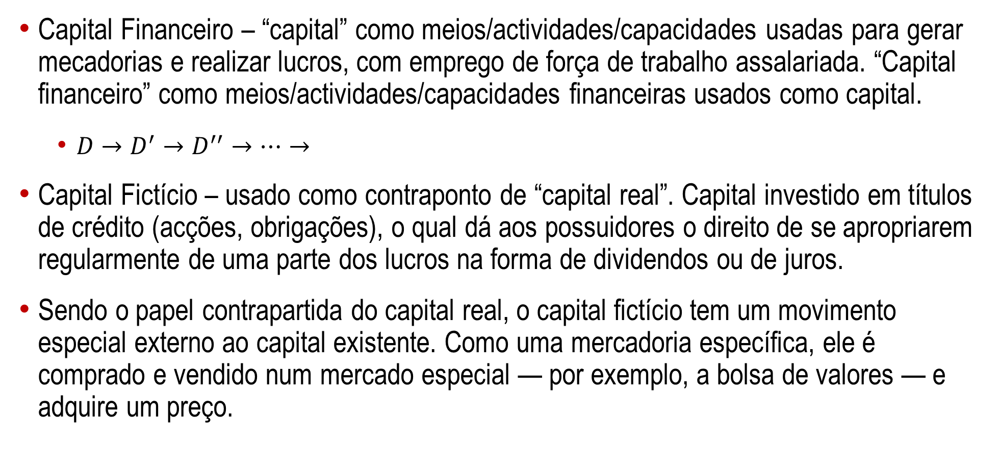 • Capital Financeiro – “capital” como meios/actividades/capacidades usadas para gerar
mecadorias e realizar lucros, com emprego de força de trabalho assalariada. “Capital
financeiro” como meios/actividades/capacidades financeiras usados como capital.
• D → D′ → D′′ → ⋯ →
• Capital Fictício – usado como contraponto de “capital real”. Capital investido em títulos
de crédito (acções, obrigações), o qual dá aos possuidores o direito de se apropriarem
regularmente de uma parte dos lucros na forma de dividendos ou de juros.
• Sendo o papel contrapartida do capital real, o capital fictício tem um movimento
especial externo ao capital existente. Como uma mercadoria específica, ele é
comprado e vendido num mercado especial — por exemplo, a bolsa de valores — e
adquire um preço.